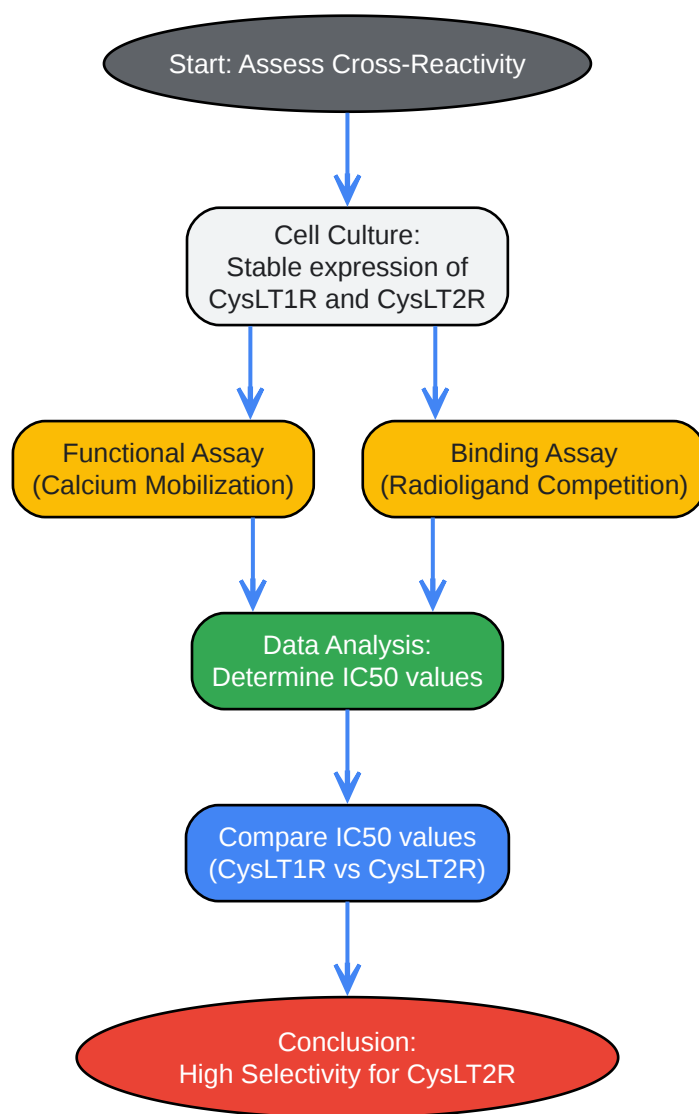 Start: Assess Cross-Reactivity
Cell Culture:
Stable expression of
CysLT1R and CysLT2R
Functional Assay
(Calcium Mobilization)
Binding Assay
(Radioligand Competition)
Data Analysis:
Determine IC50 values
Compare IC50 values
(CysLT1R vs CysLT2R)
Conclusion:
High Selectivity for CysLT2R